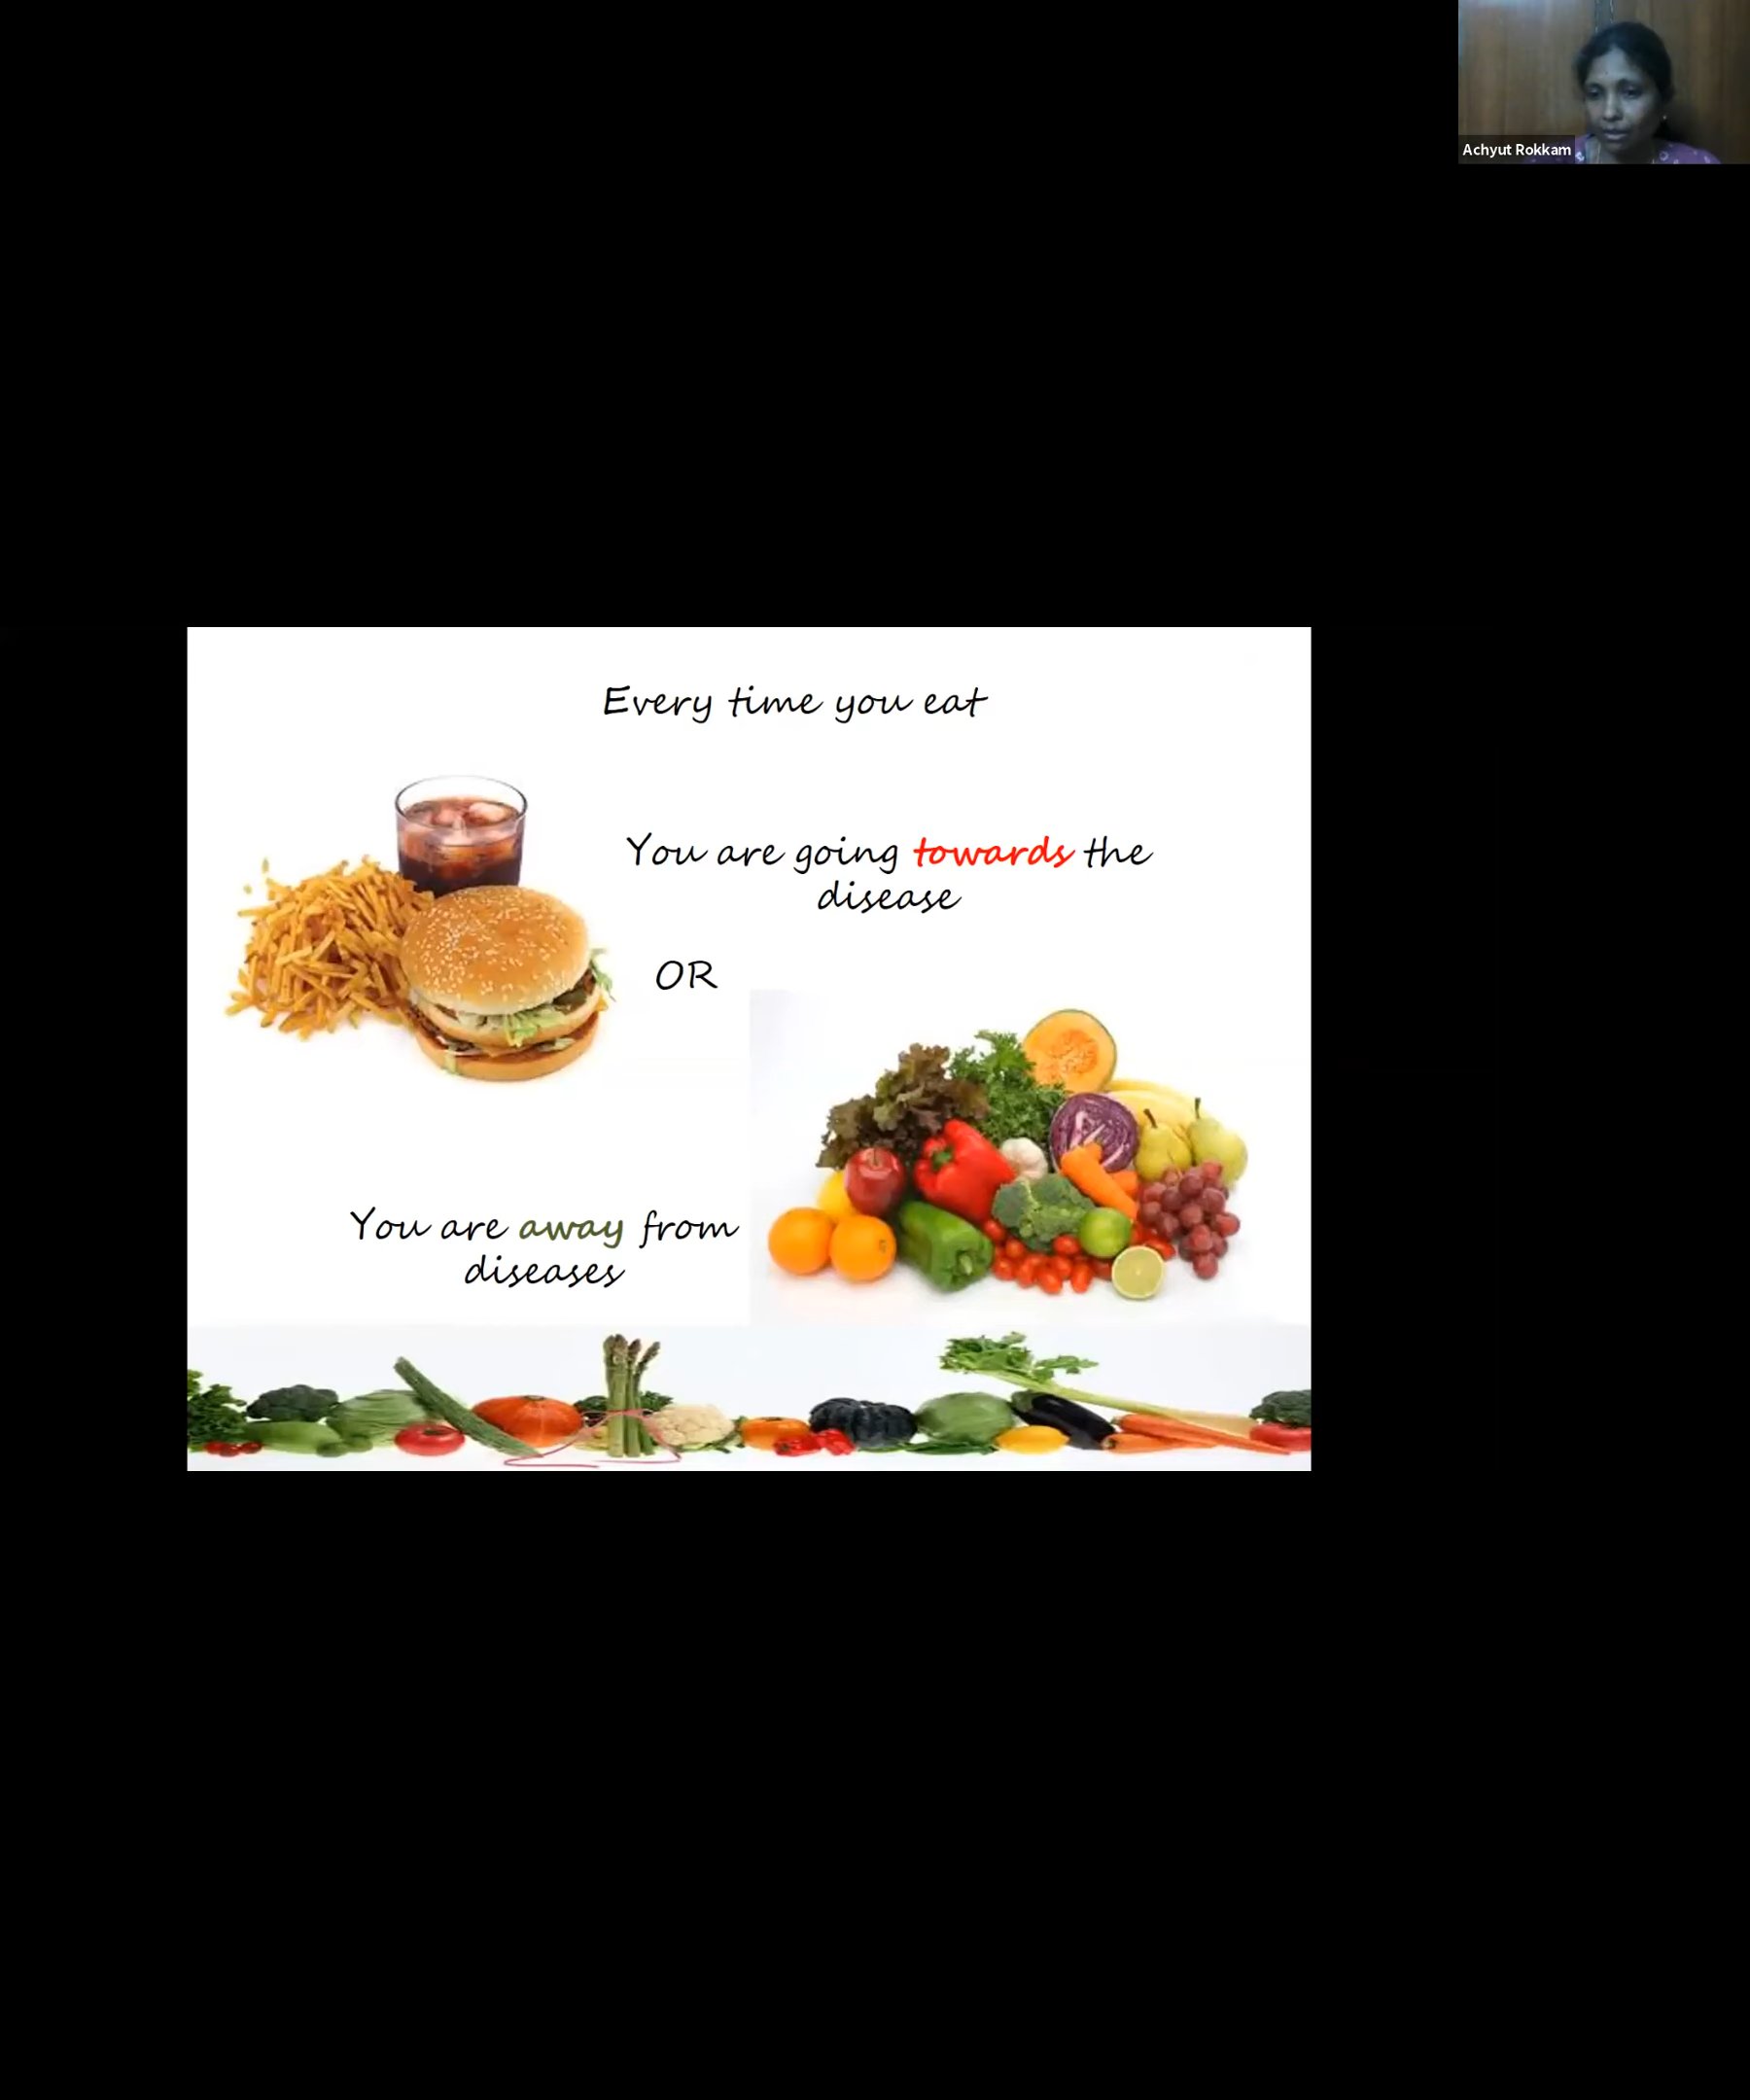 Achyut Rokkam
Every time you eat
You are going towards the
disease
OR
You are away from
diseases